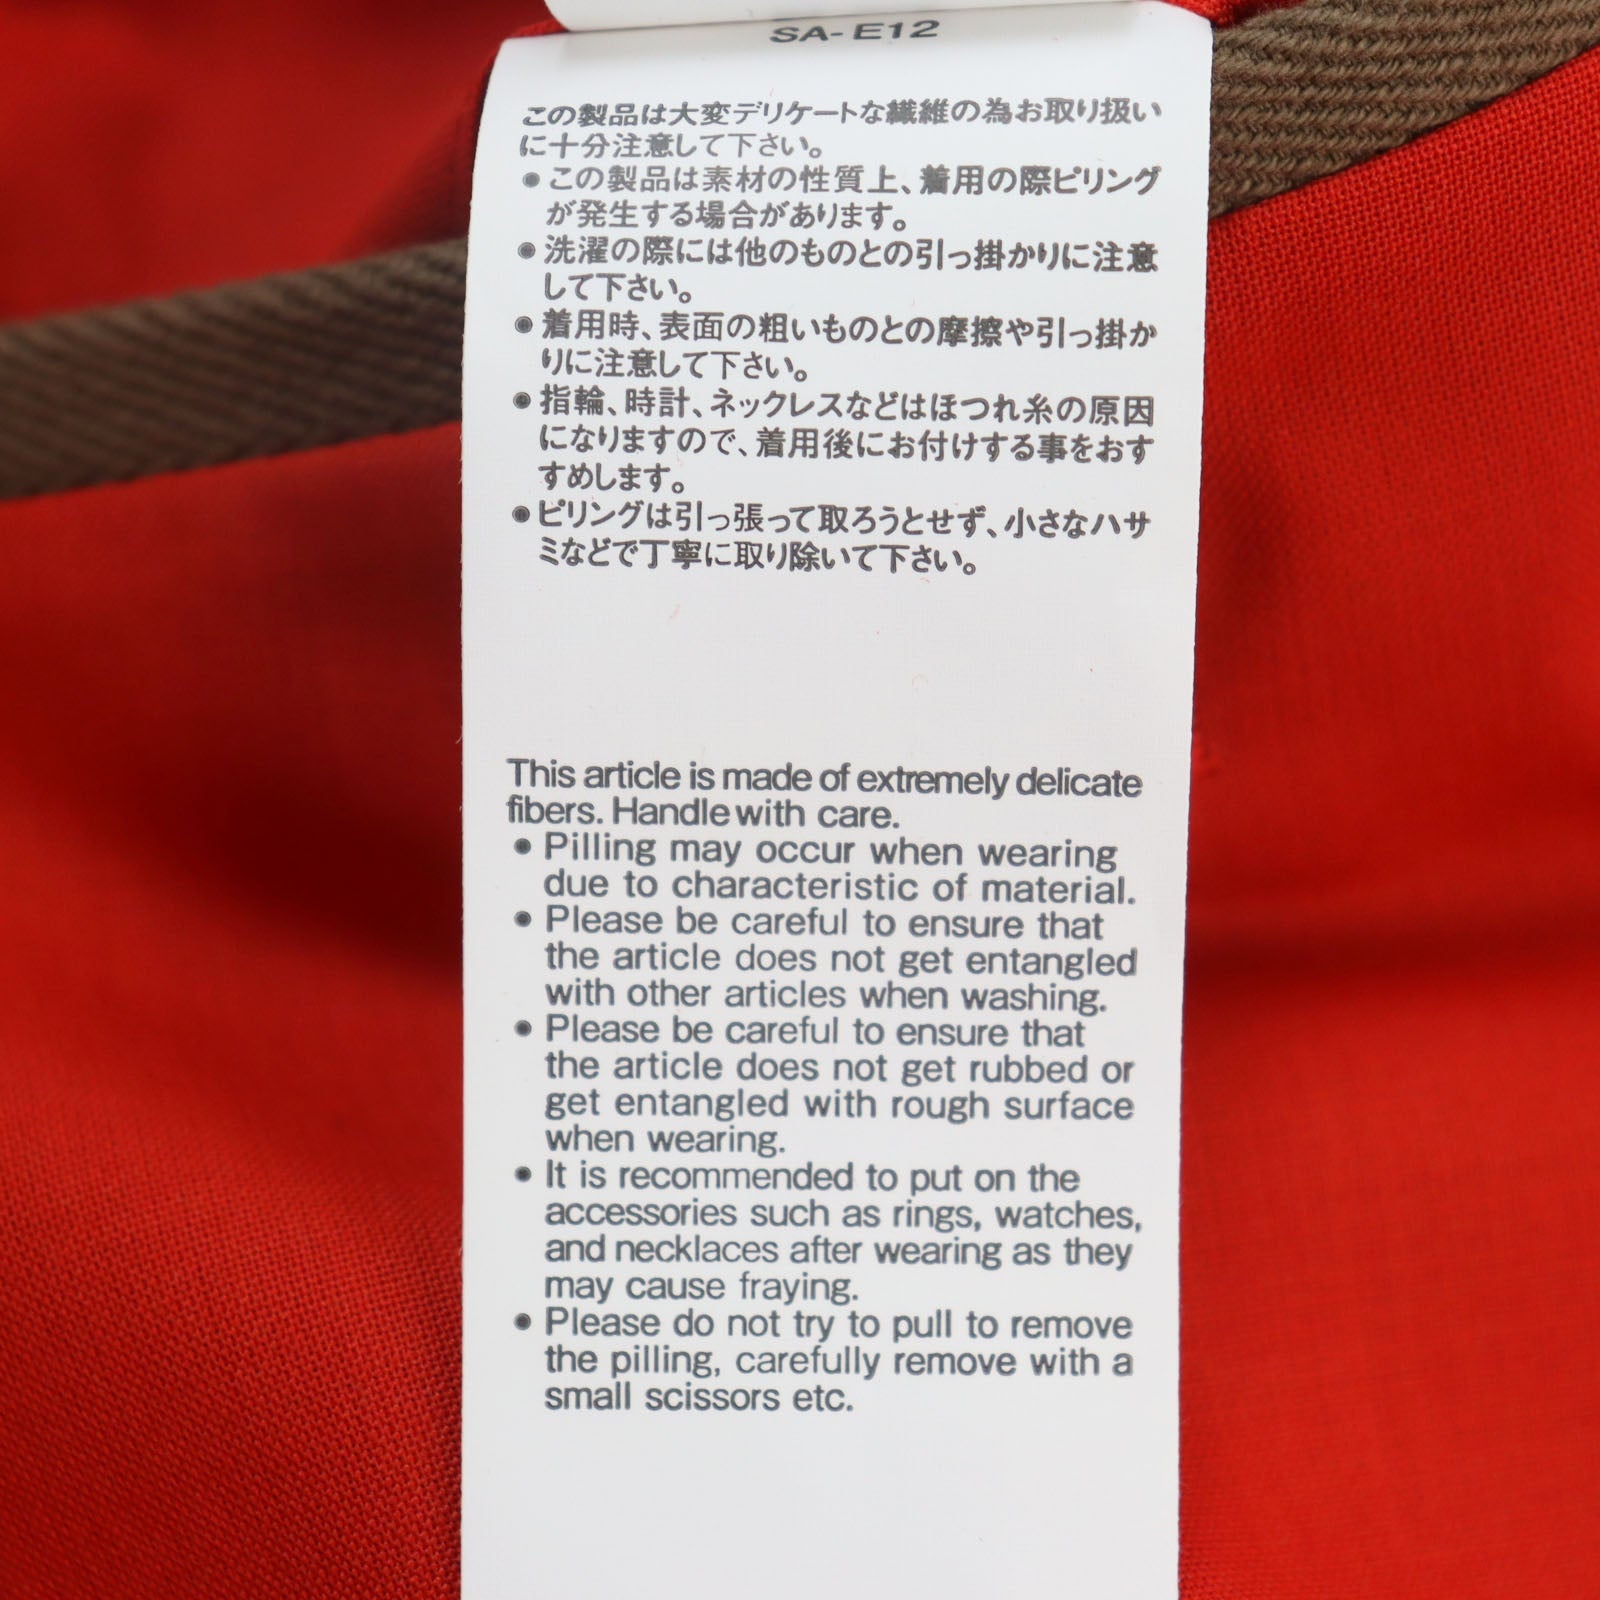 SA-E12
この製品は大変デリケートな繊維の為お取り扱い
に十分注意して下さい。
●この製品は素材の性質上、着用の際ピリング
が発生する場合があります。
●洗濯の際には他のものとの引っ掛かりに注意
して下さい。
●着用時、表面の粗いものとの摩擦や引っ掛か
りに注意して下さい。
●指輪、時計、ネックレスなどはほつれ糸の原因
になりますので、着用後にお付けする事をおす
すめします。
●ピリングは引っ張って取ろうとせず、小さなハサ
ミなどで丁寧に取り除いて下さい。
This article is made of extremely delicate
fibers. Handle with care.
● Pilling may occur when wearing
due to characteristic of material.
● Please be careful to ensure that
the article does not get entangled
with other articles when washing.
● Please be careful to ensure that
the article does not get rubbed or
get entangled with rough surface
when wearing.
● It is recommended to put on the
accessories such as rings, watches,
and necklaces after wearing as they
may cause fraying.
● Please do not try to pull to remove
the pilling, carefully remove with a
small scissors etc.